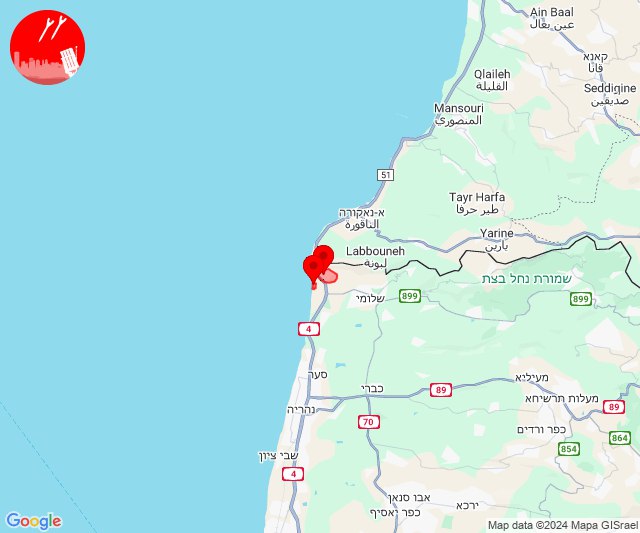 Ain Baal
عين بعال
קאנא
قانا
Qlaileh
القليلة
Seddiqine
صديقين
Mansouri
المنصوري
51
Tayr Harfa
طير حرفا
א-נאקורה
الناقورة
Yarine
يارين
Labbouneh
لبونة
שמורת נחל בצת
899
899
שלומי
4
סער
מעיליא
כברי
89
מעלות תרשיחא
89
נהריה
70
כפר ורדים
864
854
שבי ציון
4
אבו סנאן
ירכא
כפר יאסיף
Google
Map data ©2024 Mapa GISrael